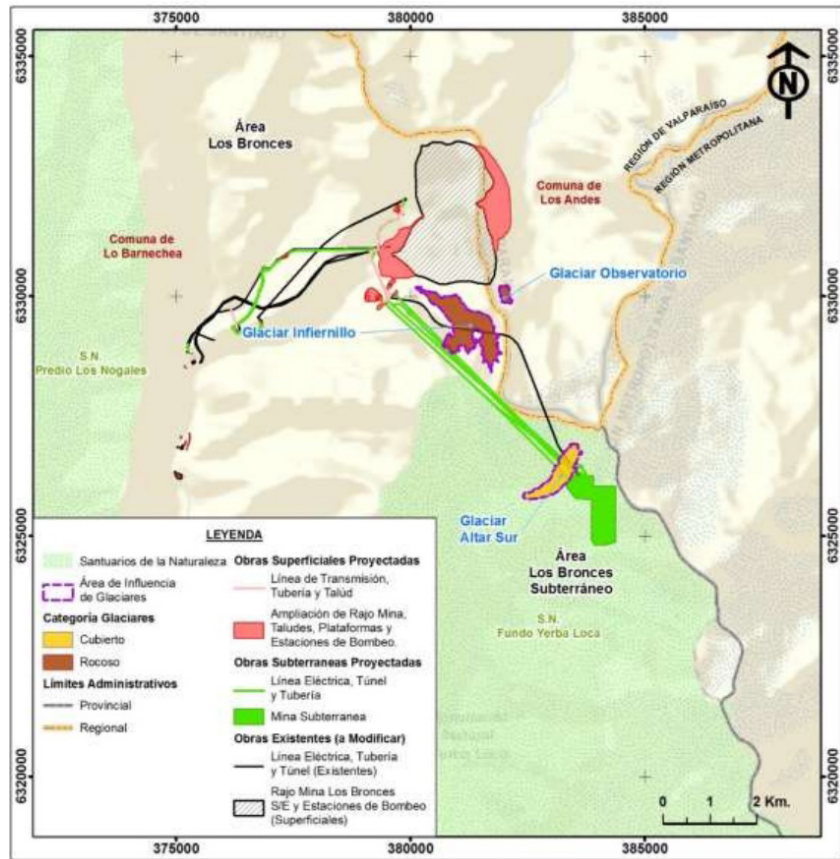 375000 380000 385000
6335000
6335000
N
REGIÓN DE VALPARAÍSO
REGIÓN METROPOLITANA
Área
Los Bronces
Comuna de
Los Andes
Comuna de
Lo Barnechea
Glaciar Observatorio
6330000
6330000
Glaciar Infiernillo
S.N.
Predio Los Nogales
Glaciar
Altar Sur
6325000
6325000
Área
Los Bronces
Subterráneo
S.N.
Fundo Yerba Loca
LEYENDA
Santuarios de la Naturaleza
Área de Influencia
de Glaciares
Categoría Glaciares
Cubierto
Rocoso
Límites Administrativos
Provincial
Regional
Obras Superficiales Proyectadas
Línea de Transmisión,
Tubería y Talúd
Ampliación de Rajo Mina,
Taludes, Plataformas y
Estaciones de Bombeo.
Obras Subterraneas Proyectadas
Línea Eléctrica, Túnel
y Tubería
Mina Subterranea
Obras Existentes (a Modificar)
Línea Eléctrica, Tubería
y Túnel (Existentes)
Rajo Mina Los Bronces
S/E y Estaciones de Bombeo
(Superficiales)
6320000
6320000
0 1 2 Km.
375000 380000 385000